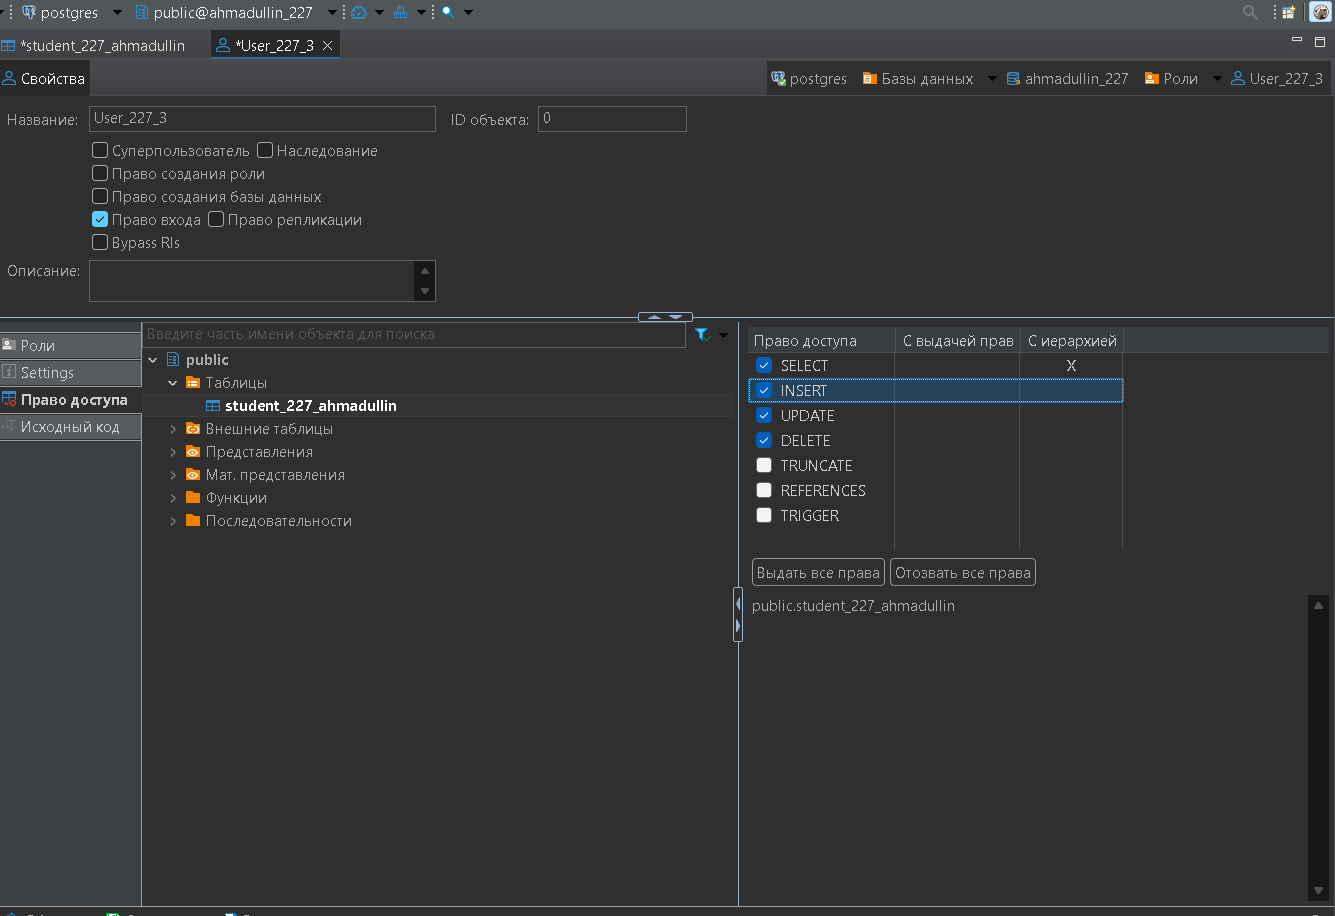 postgres public@ahmadullin_227
*student_227_ahmadullin *User_227_3
Свойства postgres Базы данных ahmadullin_227 Роли User_227_3
Название: User_227_3 ID объекта: 0
Суперпользователь Наследование
Право создания роли
Право создания базы данных
Право входа Право репликации
Bypass Rls
Описание:
Роли
Settings
Право доступа
Исходный код
Введите часть имени объекта для поиска
public
Таблицы
student_227_ahmadullin
Внешние таблицы
Представления
Мат. представления
Функции
Последовательности
Право доступа С выдачей прав С иерархией
SELECT X
INSERT
UPDATE
DELETE
TRUNCATE
REFERENCES
TRIGGER
Выдать все права Отозвать все права
public.student_227_ahmadullin